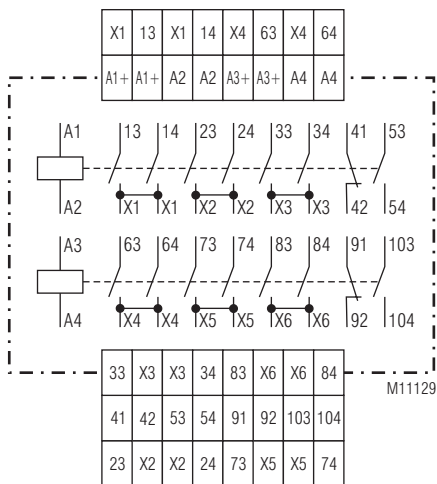 X1 13 X1 14 X4 63 X4 64
A1+ A1+ A2 A2 A3+ A3+ A4 A4
A1 13 14 23 24 33 34 41 53
A2 X1 X1 X2 X2 X3 X3 42 54
A3 63 64 73 74 83 84 91 103
A4 X4 X4 X5 X5 X6 X6 92 104
33 X3 X3 34 83 X6 X6 84
M11129
41 42 53 54 91 92 103 104
23 X2 X2 24 73 X5 X5 74